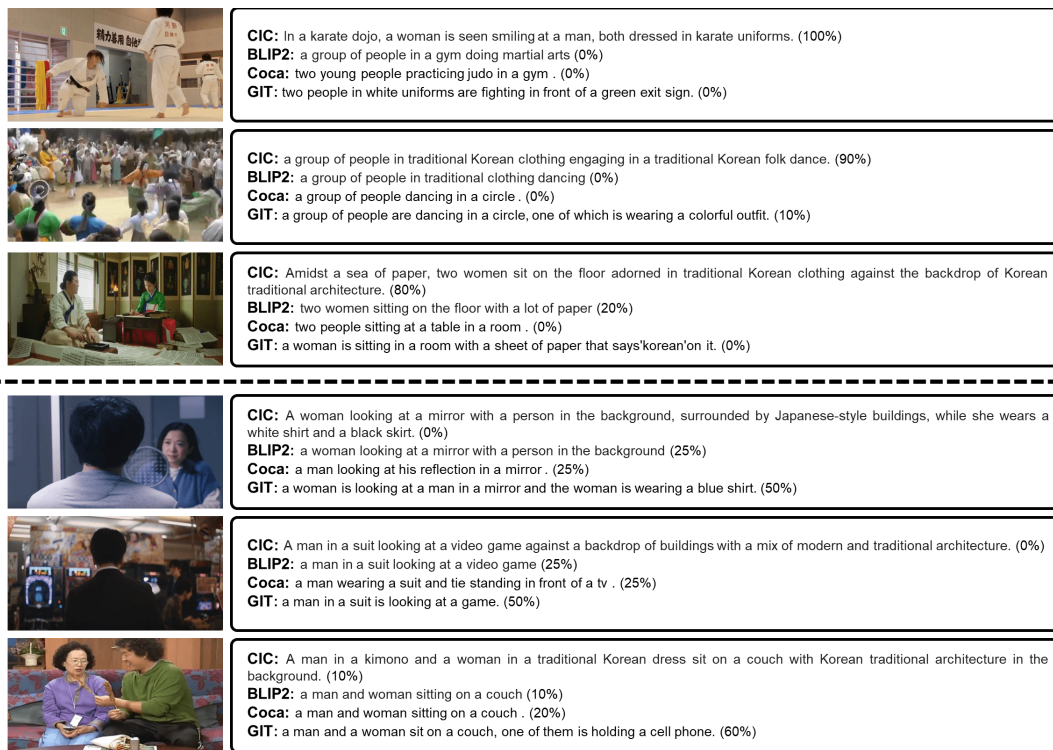 精力善用 自他
CIC: In a karate dojo, a woman is seen smiling at a man, both dressed in karate uniforms. (100%)
BLIP2: a group of people in a gym doing martial arts (0%)
Coca: two young people practicing judo in a gym . (0%)
GIT: two people in white uniforms are fighting in front of a green exit sign. (0%)
CIC: a group of people in traditional Korean clothing engaging in a traditional Korean folk dance. (90%)
BLIP2: a group of people in traditional clothing dancing (0%)
Coca: a group of people dancing in a circle . (0%)
GIT: a group of people are dancing in a circle, one of which is wearing a colorful outfit. (10%)
CIC: Amidst a sea of paper, two women sit on the floor adorned in traditional Korean clothing against the backdrop of Korean
traditional architecture. (80%)
BLIP2: two women sitting on the floor with a lot of paper (20%)
Coca: two people sitting at a table in a room . (0%)
GIT: a woman is sitting in a room with a sheet of paper that says'korean'on it. (0%)
CIC: A woman looking at a mirror with a person in the background, surrounded by Japanese-style buildings, while she wears a
white shirt and a black skirt. (0%)
BLIP2: a woman looking at a mirror with a person in the background (25%)
Coca: a man looking at his reflection in a mirror . (25%)
GIT: a woman is looking at a man in a mirror and the woman is wearing a blue shirt. (50%)
CIC: A man in a suit looking at a video game against a backdrop of buildings with a mix of modern and traditional architecture. (0%)
BLIP2: a man in a suit looking at a video game (25%)
Coca: a man wearing a suit and tie standing in front of a tv . (25%)
GIT: a man in a suit is looking at a game. (50%)
CIC: A man in a kimono and a woman in a traditional Korean dress sit on a couch with Korean traditional architecture in the
background. (10%)
BLIP2: a man and woman sitting on a couch (10%)
Coca: a man and woman sitting on a couch . (20%)
GIT: a man and a woman sit on a couch, one of them is holding a cell phone. (60%)